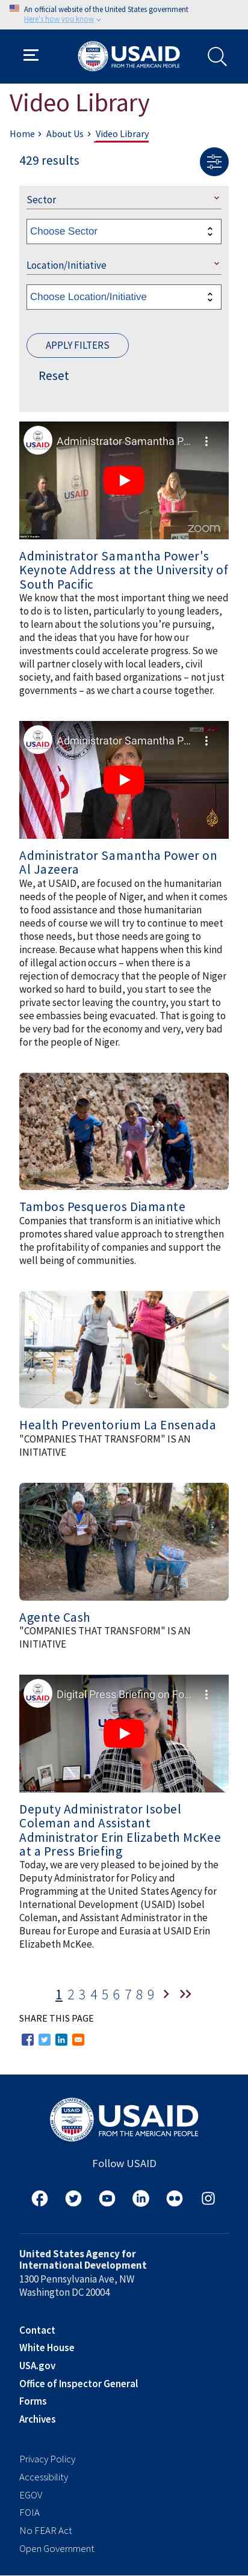 An official website of the United States government
Here's how you know
USAID
FROM THE AMERICAN PEOPLE
Video Library
Home > About Us > Video Library
429 results
Sector
Choose Sector
Location/Initiative
Choose Location/Initiative
APPLY FILTERS
Reset
USAID
Administrator Samantha P...
USAID
zoom
Administrator Samantha Power's
Keynote Address at the University of
South Pacific
We know that the most important thing we need
to do is to listen, particularly to young leaders,
to learn about the solutions you're pursuing,
and the ideas that you have for how our
investments could accelerate progress. So we
will partner closely with local leaders, civil
society, and faith based organizations – not just
governments – as we chart a course together.
USAID
Administrator Samantha P...
Administrator Samantha Power on
Al Jazeera
We, at USAID, are focused on the humanitarian
needs of the people of Niger, and when it comes
to food assistance and those humanitarian
needs of course we will try to continue to meet
those needs, but those needs are going to
increase. Because what happens when this kind
of illegal action occurs – when there is a
rejection of democracy that the people of Niger
worked so hard to build, you start to see the
private sector leaving the country, you start to
see embassies being evacuated. That is going to
be very bad for the economy and very, very bad
for the people of Niger.
Tambos Pesqueros Diamante
Companies that transform is an initiative which
promotes shared value approach to strengthen
the profitability of companies and support the
well being of communities.
Health Preventorium La Ensenada
"COMPANIES THAT TRANSFORM" IS AN
INITIATIVE
Agente Cash
"COMPANIES THAT TRANSFORM" IS AN
INITIATIVE
USAID
Digital Press Briefing on Fo...
Deputy Administrator Isobel
Coleman and Assistant
Administrator Erin Elizabeth McKee
at a Press Briefing
Today, we are very pleased to be joined by the
Deputy Administrator for Policy and
Programming at the United States Agency for
International Development (USAID) Isobel
Coleman, and Assistant Administrator in the
Bureau for Europe and Eurasia at USAID Erin
Elizabeth McKee.
1 2 3 4 5 6 7 8 9 > >>
SHARE THIS PAGE
USAID
FROM THE AMERICAN PEOPLE
Follow USAID
United States Agency for
International Development
1300 Pennsylvania Ave, NW
Washington DC 20004
Contact
White House
USA.gov
Office of Inspector General
Forms
Archives
Privacy Policy
Accessibility
EGOV
FOIA
No FEAR Act
Open Government